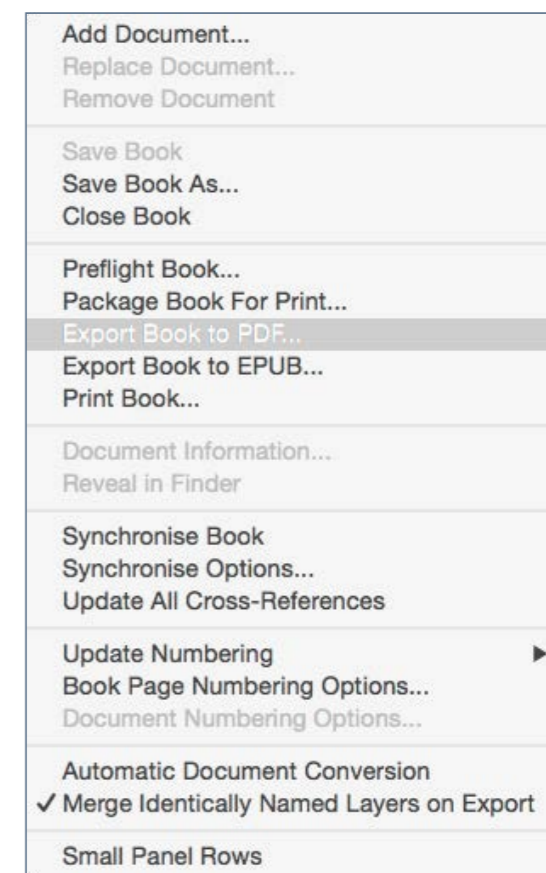 Add Document...
Replace Document...
Remove Document
Save Book
Save Book As...
Close Book
Preflight Book...
Package Book For Print...
Export Book to PDF...
Export Book to EPUB...
Print Book...
Document Information...
Reveal in Finder
Synchronise Book
Synchronise Options...
Update All Cross-References
Update Numbering
Book Page Numbering Options...
Document Numbering Options...
Automatic Document Conversion
✓ Merge Identically Named Layers on Export
Small Panel Rows